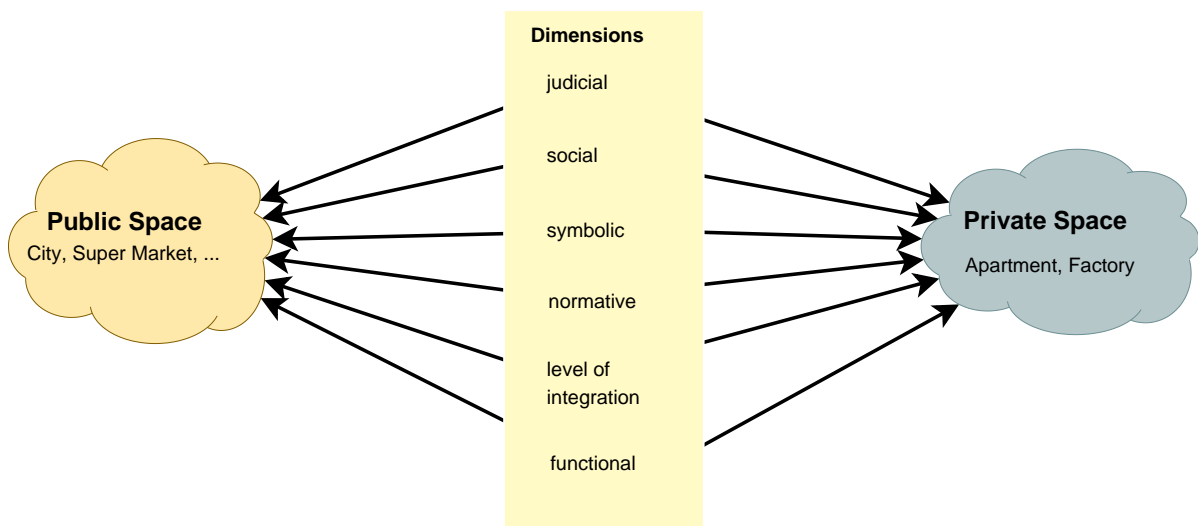 Dimensions
judicial
social
symbolic
normative
level of
integration
functional
Public Space
City, Super Market, ...
Private Space
Apartment, Factory